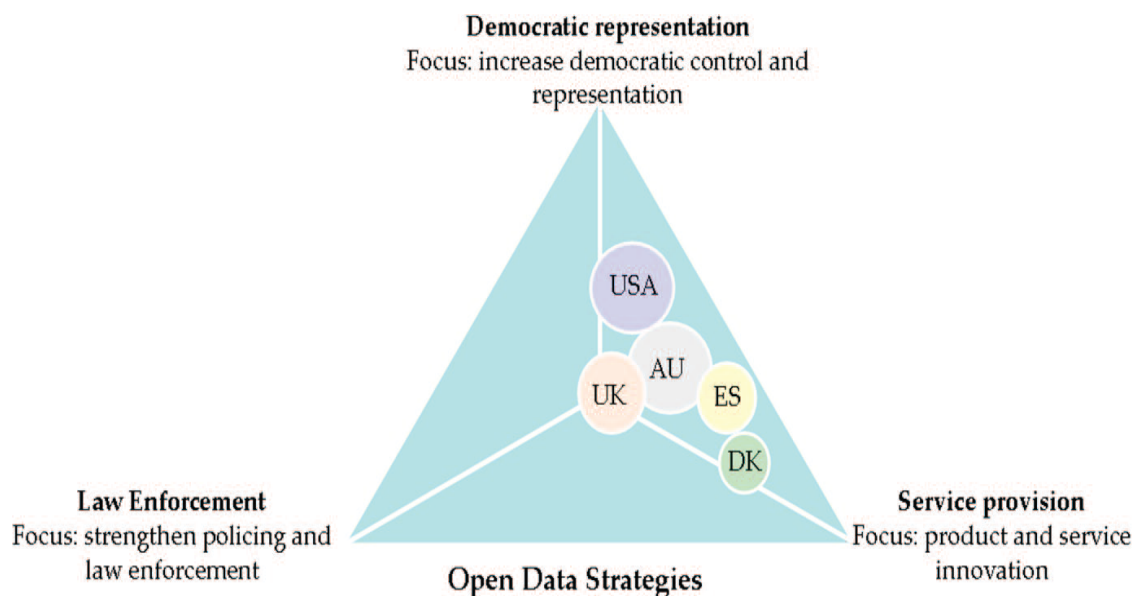 Democratic representation
Focus: increase democratic control and
representation
USA
AU
UK
ES
DK
Law Enforcement
Focus: strengthen policing and
law enforcement
Service provision
Focus: product and service
innovation
Open Data Strategies